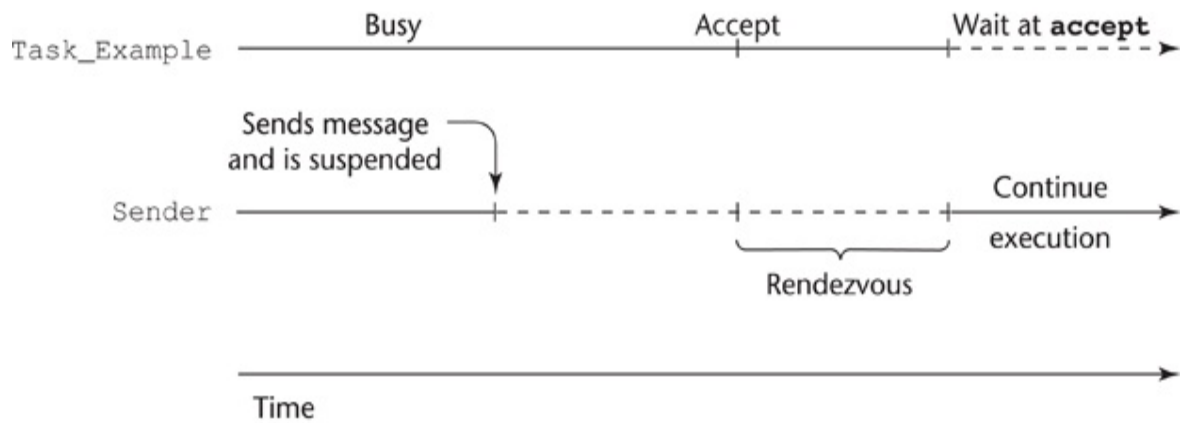 Busy
Accept
Wait at accept
Task_Example
Sends message
and is suspended
Sender
Continue
execution
Rendezvous
Time